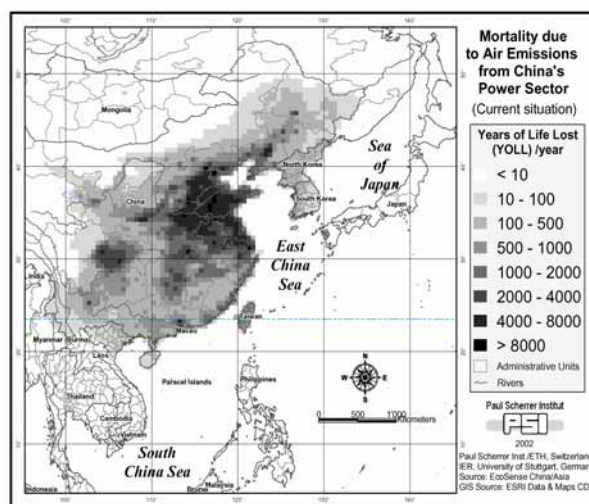 Mortality due
to Air Emissions
from China's
Power Sector
(Current situation)
Years of Life Lost
(YOLL) /year
< 10
10 - 100
100 - 500
500 - 1000
1000 - 2000
2000 - 4000
4000 - 8000
> 8000
Administrative Units
Rivers
Paul Scherrer Institut
PSI
2002
Paul Scherrer Inst./ETH, Switzerland
IER, University of Stuttgart, German
Source: EcoSense China/Asia
GIS Source: ESRI Data & Maps CD
Mongolia
China
North Korea
South Korea
Japan
Sea
of
Japan
East
China
Sea
India
Myanmar (Burma)
Laos
Macau
Taiwan
Thailand
Cambodia
Vietnam
Paracel Islands
Philippines
South
China Sea
Malaysia
Brunei
Indonesia
N
W
E
S
0
500
1'000
Kilometers